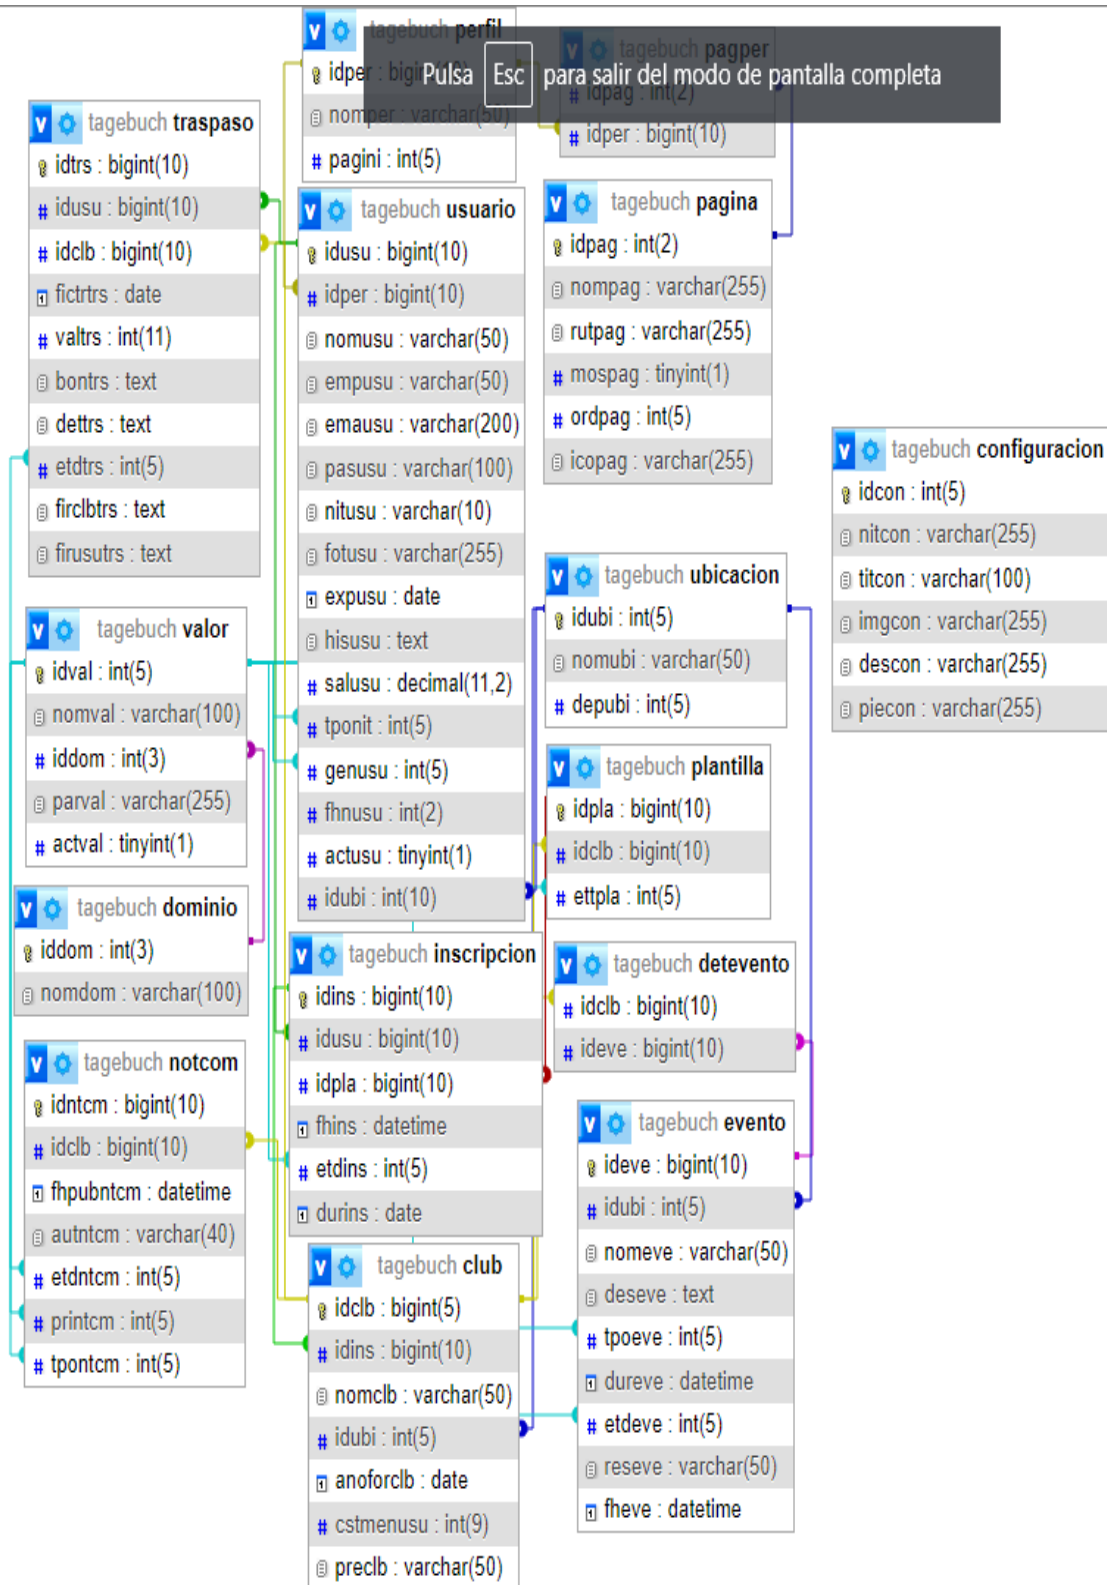 tagebuch perfil
idper : bigint(10)
nomper : varchar(50)
# pagini : int(5)
tagebuch pagper
# idpag : int(2)
# idper : bigint(10)
Pulsa Esc para salir del modo de pantalla completa
v tagebuch traspaso
idtrs : bigint(10)
# idusu : bigint(10)
# idclb : bigint(10)
fictrtrs : date
# valtrs : int(11)
bontrs : text
dettrs : text
# etdtrs : int(5)
firclbtrs : text
firusutrs : text
v tagebuch usuario
idusu : bigint(10)
# idper : bigint(10)
nomusu : varchar(50)
empusu : varchar(50)
emausu : varchar(200)
pasusu : varchar(100)
nitusu : varchar(10)
fotusu : varchar(255)
expusu : date
hisusu : text
# salusu : decimal(11,2)
# tponit : int(5)
# genusu : int(5)
# fhnusu : int(2)
# actusu : tinyint(1)
# idubi : int(10)
v tagebuch pagina
idpag : int(2)
nompag : varchar(255)
rutpag : varchar(255)
# mospag : tinyint(1)
# ordpag : int(5)
icopag : varchar(255)
v tagebuch configuracion
idcon : int(5)
nitcon : varchar(255)
titcon : varchar(100)
imgcon : varchar(255)
descon : varchar(255)
piecon : varchar(255)
v tagebuch valor
idval : int(5)
nomval : varchar(100)
# iddom : int(3)
parval : varchar(255)
# actval : tinyint(1)
v tagebuch ubicacion
idubi : int(5)
nomubi : varchar(50)
# depubi : int(5)
v tagebuch plantilla
idpla : bigint(10)
# idclb : bigint(10)
# ettpla : int(5)
v tagebuch dominio
iddom : int(3)
nomdom : varchar(100)
v tagebuch inscripcion
idins : bigint(10)
# idusu : bigint(10)
# idpla : bigint(10)
fhins : datetime
# etdins : int(5)
durins : date
v tagebuch detevento
# idclb : bigint(10)
# ideve : bigint(10)
v tagebuch notcom
idntcm : bigint(10)
# idclb : bigint(10)
fhpubntcm : datetime
autntcm : varchar(40)
# etdntcm : int(5)
# printcm : int(5)
# tpontcm : int(5)
v tagebuch evento
ideve : bigint(10)
# idubi : int(5)
nomeve : varchar(50)
deseve : text
# tpoeve : int(5)
dureve : datetime
# etdeve : int(5)
reseve : varchar(50)
fheve : datetime
v tagebuch club
idclb : bigint(5)
# idins : bigint(10)
nomclb : varchar(50)
# idubi : int(5)
anoforclb : date
# cstmenusu : int(9)
preclb : varchar(50)